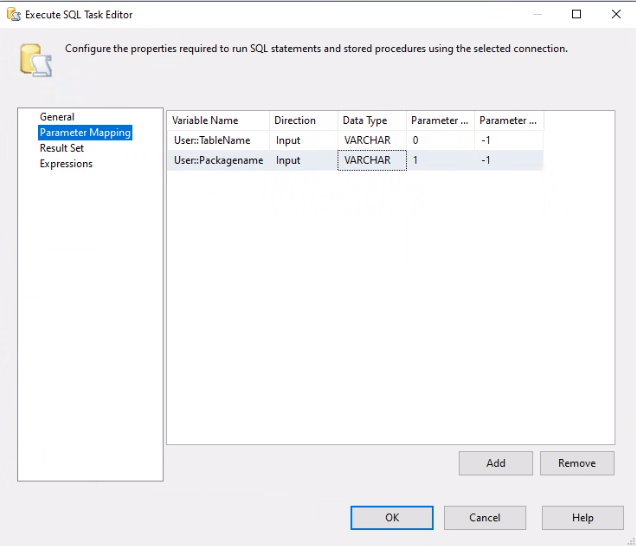 Execute SQL Task Editor
Configure the properties required to run SQL statements and stored procedures using the selected connection.
General
Parameter Mapping
Result Set
Expressions
Variable Name Direction Data Type Parameter ... Parameter ...
User::TableName Input VARCHAR 0 -1
User::Packagename Input VARCHAR 1 -1
Add Remove
OK Cancel Help